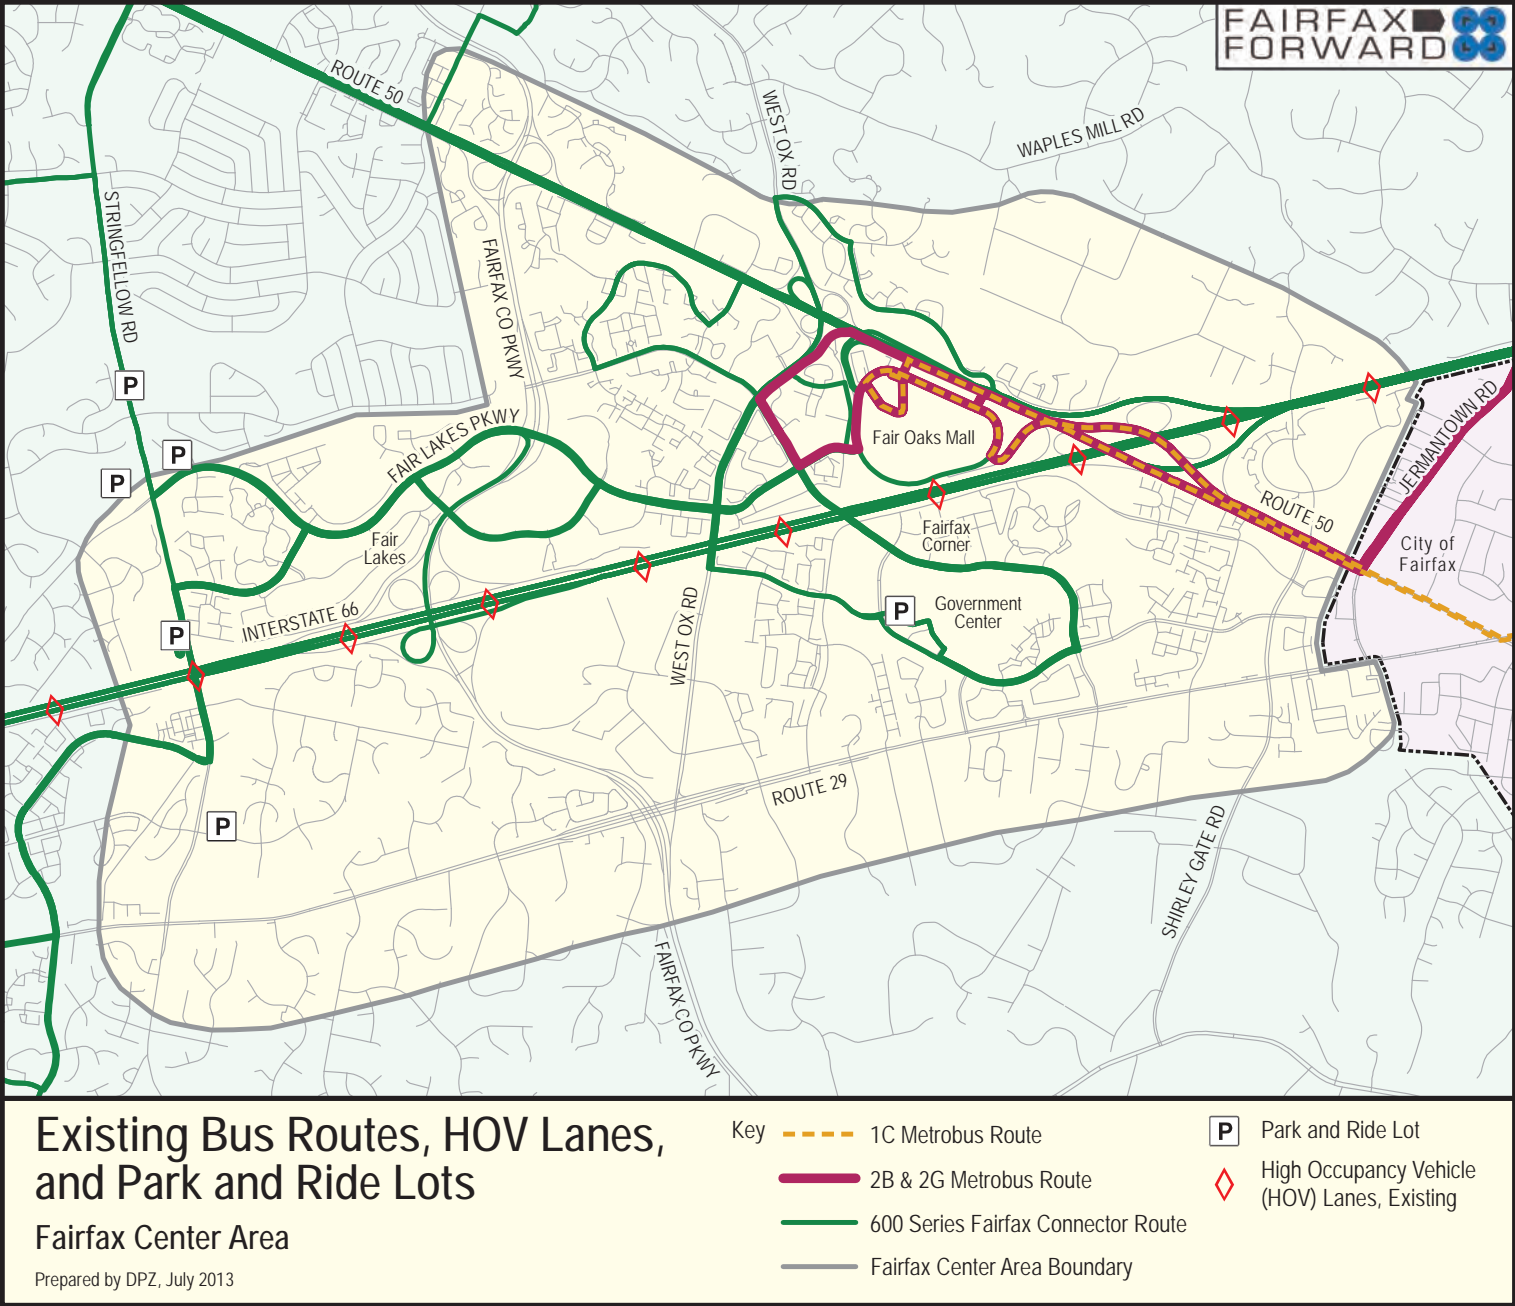 FAIRFAX
FORWARD
ROUTE 50
WEST OX RD
WAPLES MILL RD
STRINGFELLOW RD
FAIRFAX CO PKWY
P
FAIR LAKES PKWY
P
P
JERMANTOWN RD
Fair Oaks Mall
ROUTE 50
Fair
Lakes
Fairfax
Corner
City of
Fairfax
INTERSTATE 66
P
P
Government
Center
WEST OX RD
ROUTE 29
P
SHIRLEY GATE RD
FAIRFAX CO PKWY
Existing Bus Routes, HOV Lanes,
and Park and Ride Lots
Fairfax Center Area
Prepared by DPZ, July 2013
Key
1C Metrobus Route
2B & 2G Metrobus Route
600 Series Fairfax Connector Route
Fairfax Center Area Boundary
P
Park and Ride Lot
High Occupancy Vehicle
(HOV) Lanes, Existing